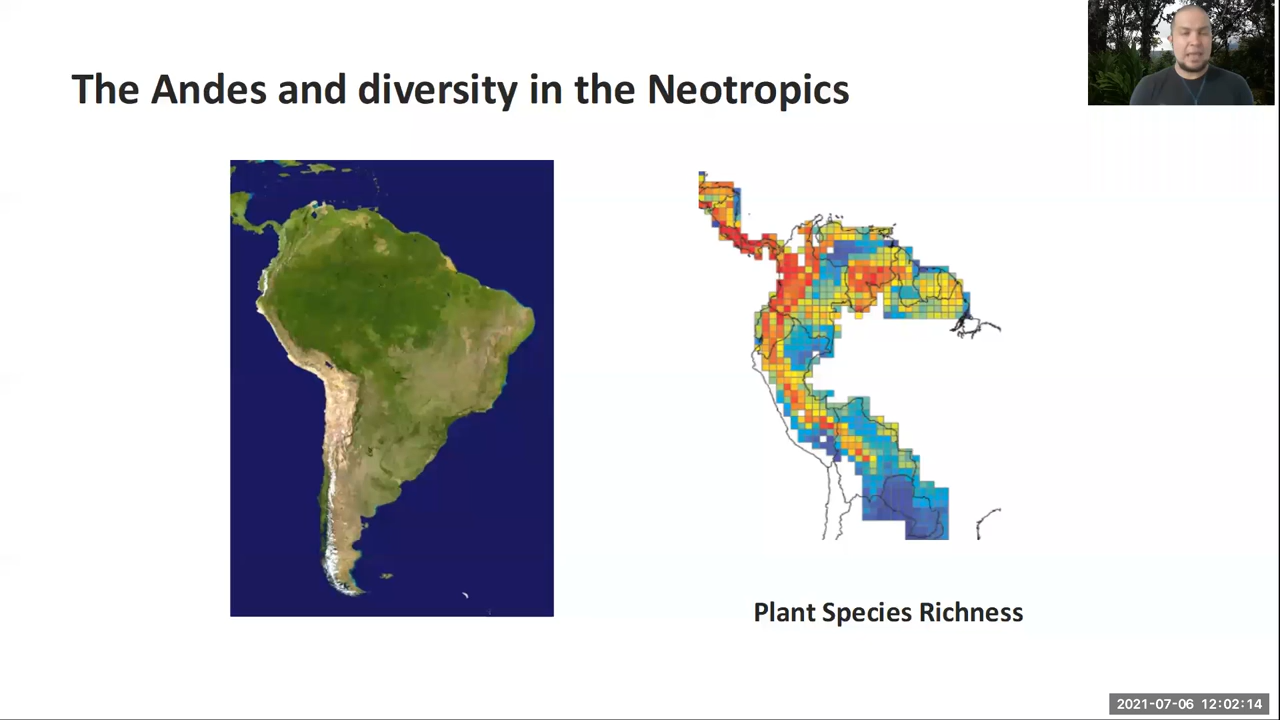 The Andes and diversity in the Neotropics
Plant Species Richness
2021-07-06 12:02:14